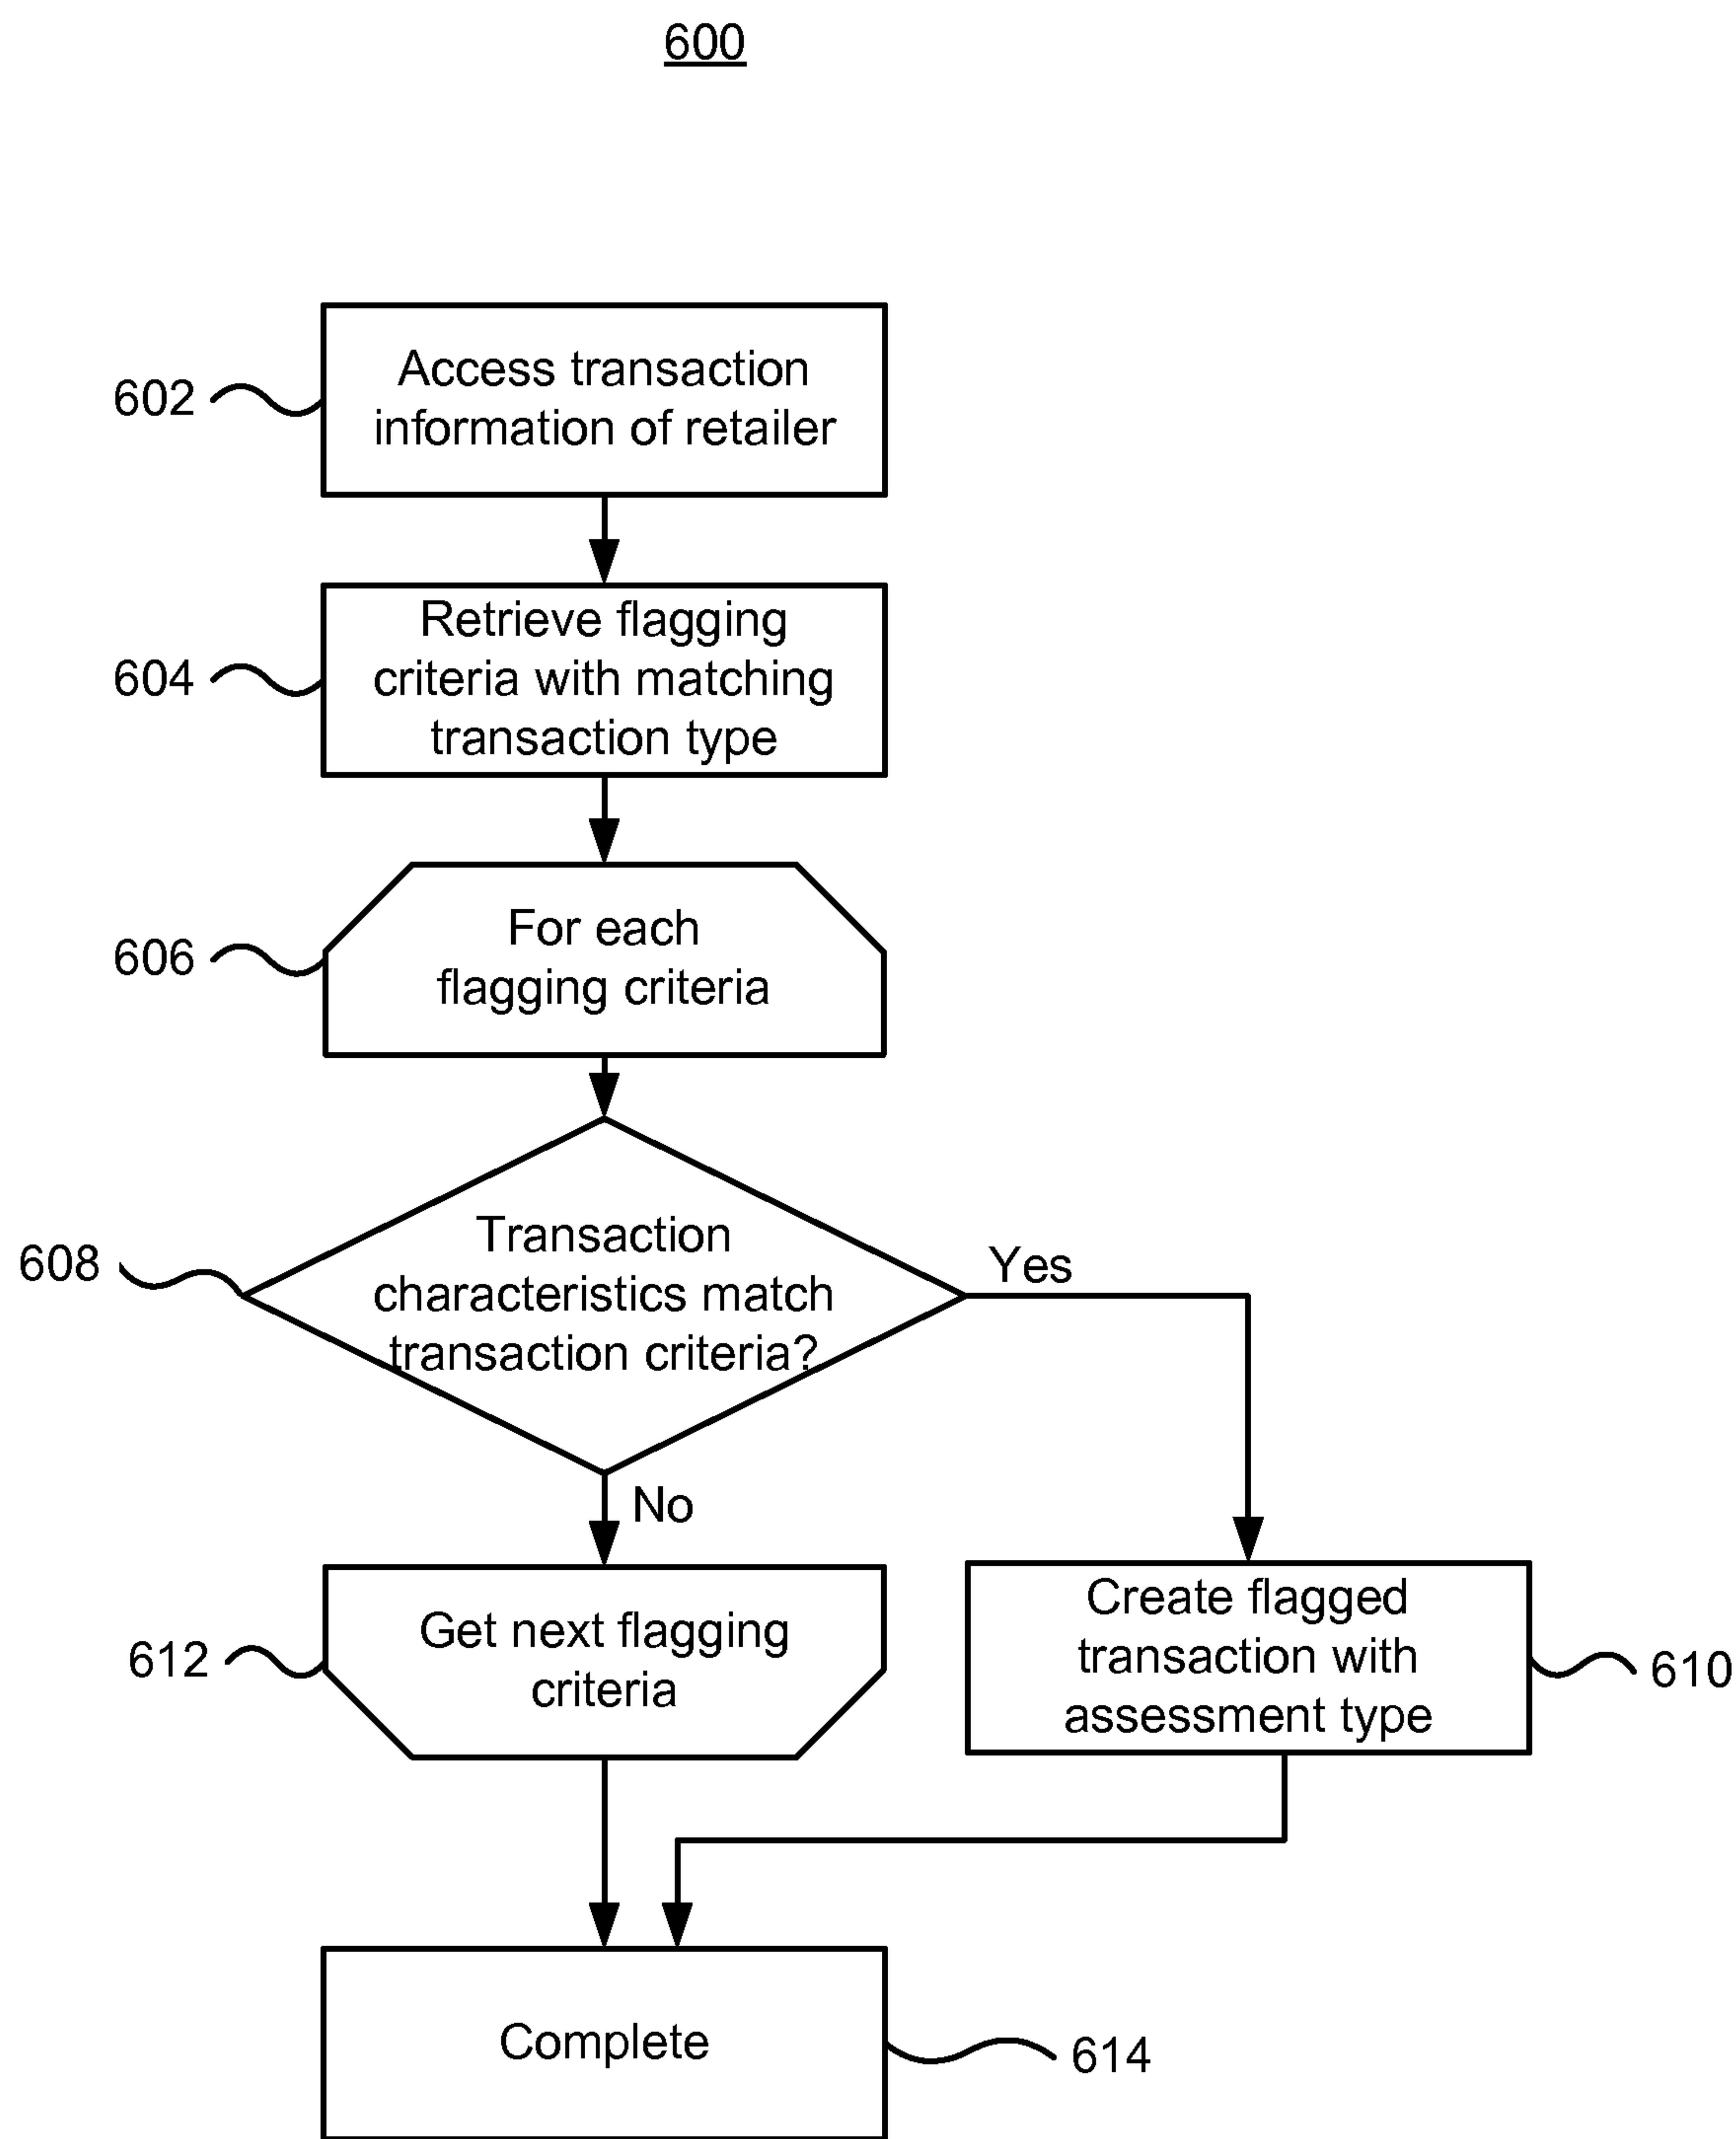 600
602
Access transaction
information of retailer
604
Retrieve flagging
criteria with matching
transaction type
606
For each
flagging criteria
608
Transaction
characteristics match
transaction criteria?
Yes
No
612
Get next flagging
criteria
Create flagged
transaction with
assessment type
610
Complete
614